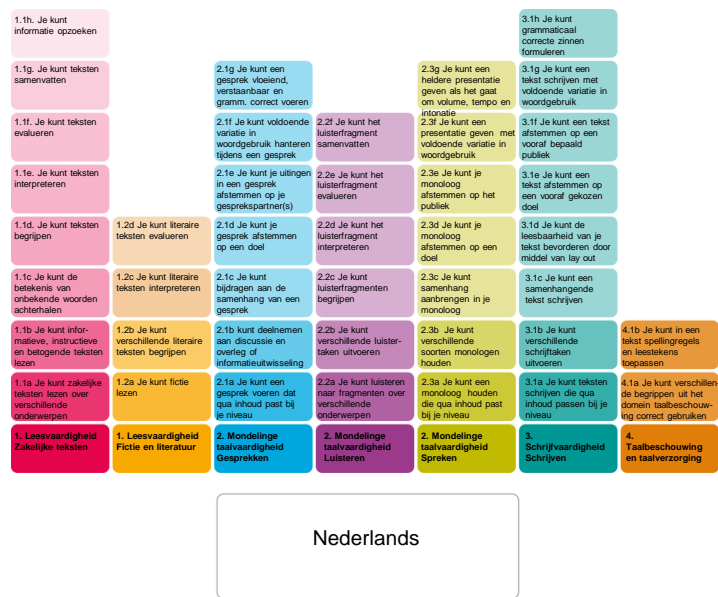 1.1h. Je kunt
informatie opzoeken
3.1h Je kunt
grammaticaal
correcte zinnen
formuleren
1.1g. Je kunt teksten
samenvatten
2.1g Je kunt een
gesprek vloeiend,
verstaanbaar en
gramm. correct voeren
2.3g Je kunt een
heldere presentatie
geven als het gaat
om volume, tempo en
intonatie
3.1g Je kunt een
tekst schrijven met
voldoende variatie in
woordgebruik
1.1f. Je kunt teksten
evalueren
2.1f Je kunt voldoende
variatie in
woordgebruik hanteren
tijdens een gesprek
2.2f Je kunt het
luisterfragment
samenvatten
2.3f Je kunt een
presentatie geven met
voldoende variatie in
woordgebruik
3.1f Je kunt een tekst
afstemmen op een
vooraf bepaald
publiek
1.1e. Je kunt teksten
interpreteren
2.1e Je kunt je uitingen
in een gesprek
afstemmen op je
gesprekspartner(s)
2.2e Je kunt het
luisterfragment
evalueren
2.3e Je kunt je
monoloog
afstemmen op het
publiek
3.1e Je kunt een
tekst afstemmen op
een vooraf gekozen
doel
1.1d. Je kunt teksten
begrijpen
1.2d Je kunt literaire
teksten evalueren
2.1d Je kunt je
gesprek afstemmen
op een doel
2.2d Je kunt het
luisterfragment
interpreteren
2.3d Je kunt je
monoloog
afstemmen op een
doel
3.1d Je kunt de
leesbaarheid van je
tekst bevorderen door
middel van lay out
1.1c Je kunt de
betekenis van
onbekende woorden
achterhalen
1.2c Je kunt literaire
teksten interpreteren
2.1c Je kunt
bijdragen aan de
samenhang van een
gesprek
2.2c Je kunt
luisterfragmenten
begrijpen
2.3c Je kunt
samenhang
aanbrengen in je
monoloog
3.1c Je kunt een
samenhangende
tekst schrijven
1.1b Je kunt infor-
matieve, instructieve
en betogende teksten
lezen
1.2b Je kunt
verschillende literaire
teksten begrijpen
2.1b kunt deelnemen
aan discussie en
overleg of
informatieuitwisseling
2.2b Je kunt
verschillende luister-
taken uitvoeren
2.3b Je kunt
verschillende
soorten monologen
houden
3.1b Je kunt
verschillende
schrijftaken
uitvoeren
4.1b Je kunt in een
tekst spellingregels
en leestekens
toepassen
1.1a Je kunt zakelijke
teksten lezen over
verschillende
onderwerpen
1.2a Je kunt fictie
lezen
2.1a Je kunt een
gesprek voeren dat
qua inhoud past bij
je niveau
2.2a Je kunt luisteren
naar fragmenten over
verschillende
onderwerpen
2.3a Je kunt een
monoloog houden
die qua inhoud past
bij je niveau
3.1a Je kunt teksten
schrijven die qua
inhoud passen bij je
niveau
4.1a Je kunt verschillen-
de begrippen uit het
domein taalbeschouw-
ing correct gebruiken
1. Leesvaardigheid
Zakelijke teksten
1. Leesvaardigheid
Fictie en literatuur
2. Mondelinge
taalvaardigheid
Gesprekken
2. Mondelinge
taalvaardigheid
Luisteren
2. Mondelinge
taalvaardigheid
Spreken
3.
Schrijfvaardigheid
Schrijven
4.
Taalbeschouwing
en taalverzorging
Nederlands